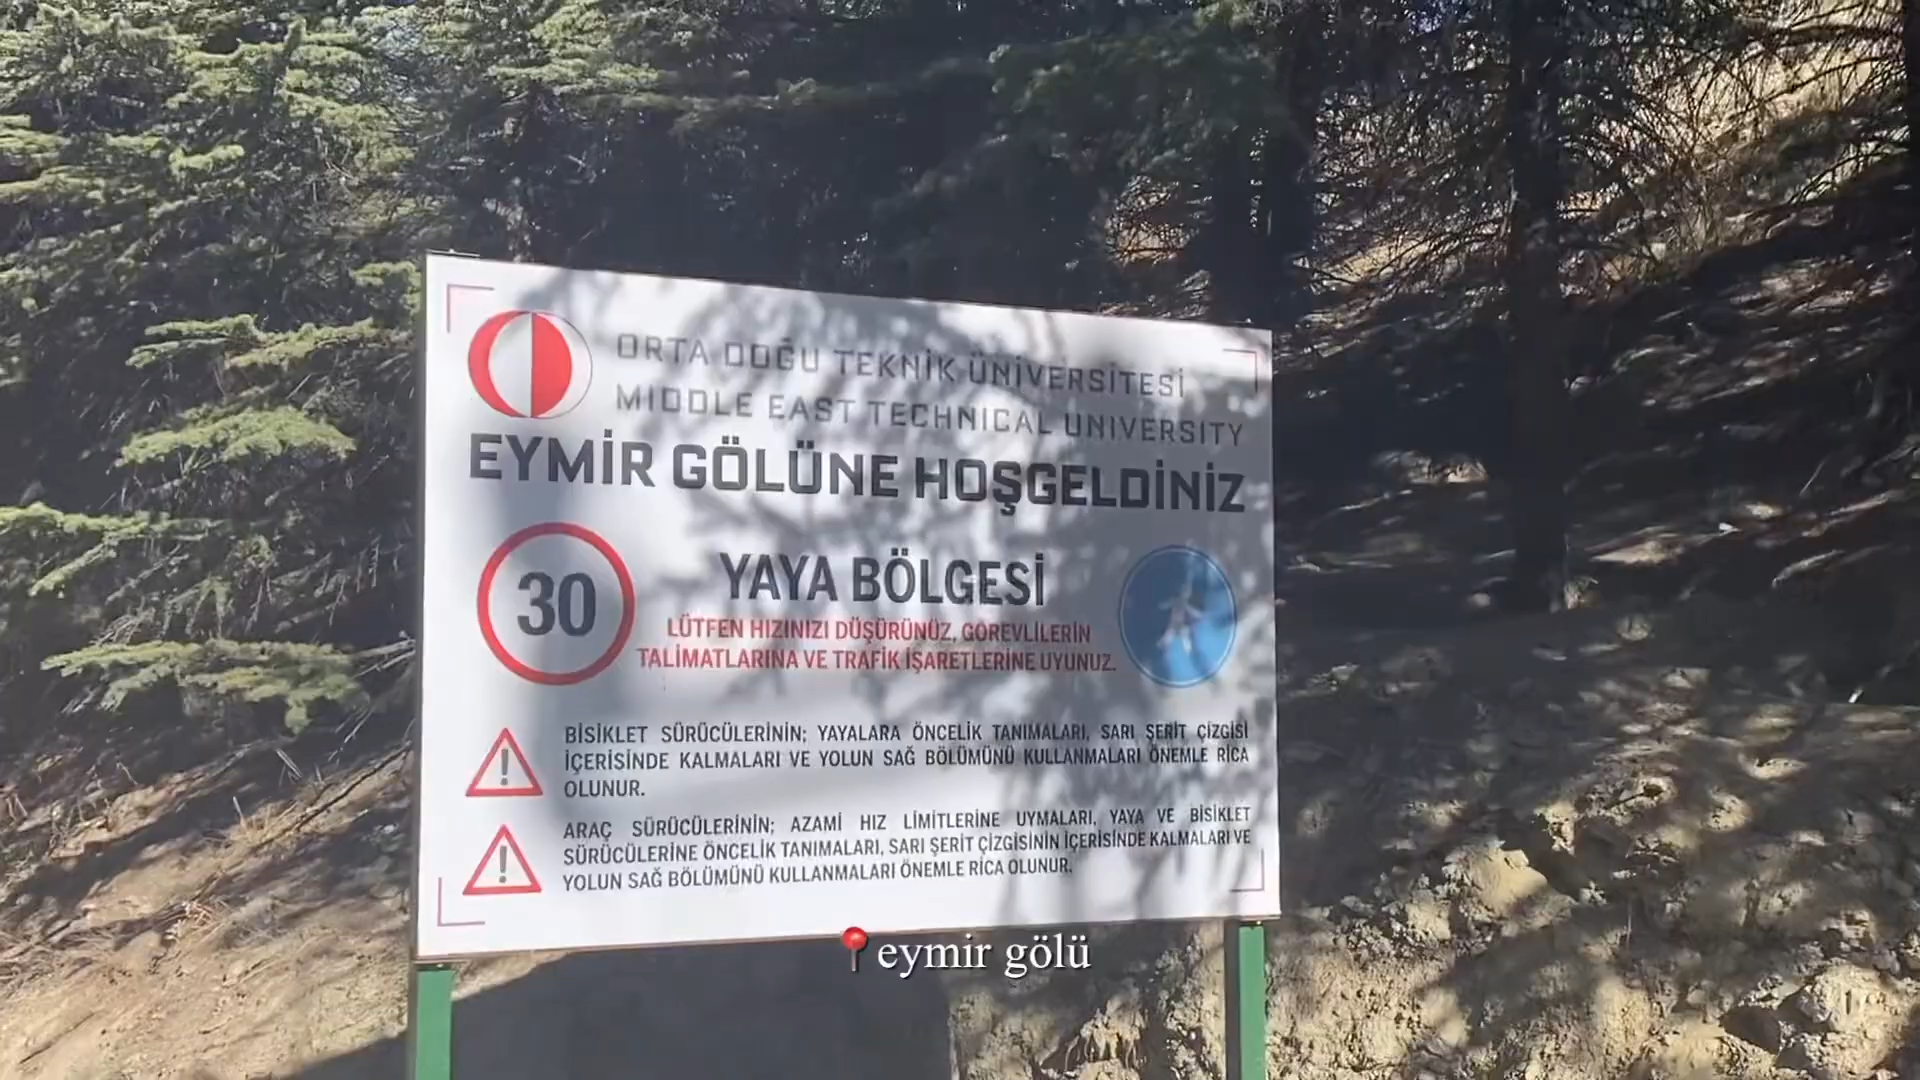 ORTA DOĞU TEKNİK ÜNİVERSİTESİ
MIDDLE EAST TECHNICAL UNIVERSITY
EYMİR GÖLÜNE HOŞGELDİNİZ
30
YAYA BÖLGESİ
LÜTFEN HIZINIZI DÜŞÜRÜNÜZ, GÖREVLİLERİN
TALİMATLARINA VE TRAFİK İŞARETLERİNE UYUNUZ.
BİSİKLET SÜRÜCÜLERİNİN; YAYALARA ÖNCELİK TANIMALARI, SARI ŞERİT ÇİZGİSİ
İÇERİSİNDE KALMALARI VE YOLUN SAĞ BÖLÜMÜNÜ KULLANMALARI ÖNEMLE RİCA
OLUNUR.
ARAÇ SÜRÜCÜLERİNİN; AZAMİ HIZ LİMİTLERİNE UYMALARI, YAYA VE BİSİKLET
SÜRÜCÜLERİNE ÖNCELİK TANIMALARI, SARI ŞERİT ÇİZGİSİNİN İÇERİSİNDE KALMALARI VE
YOLUN SAĞ BÖLÜMÜNÜ KULLANMALARI ÖNEMLE RİCA OLUNUR.
eymir gölü